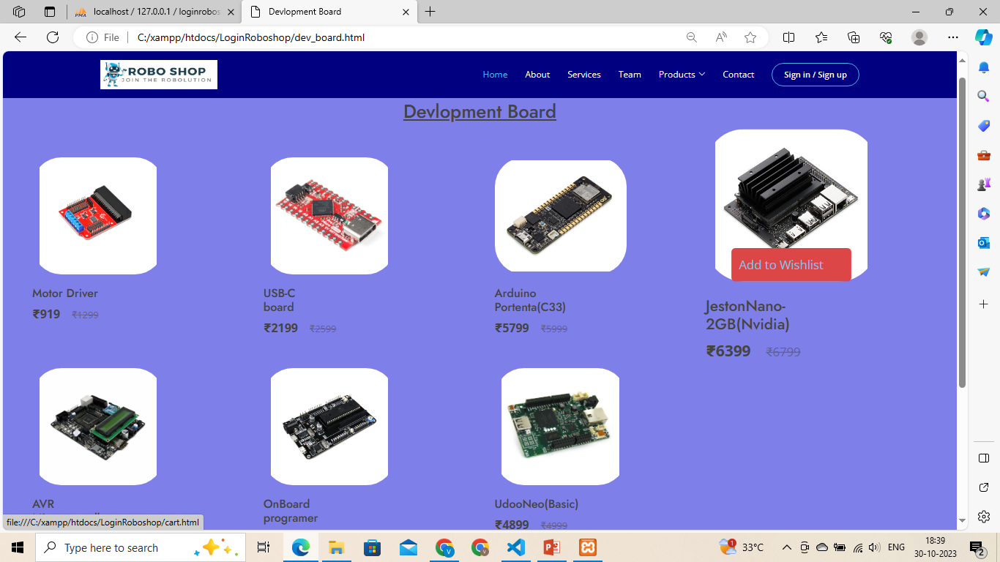 localhost / 127.0.0.1 / loginrobos
Devlopment Board
File
C:/xampp/htdocs/LoginRoboshop/dev_board.html
ROBO SHOP
JOIN THE ROBOLUTION
Home
About
Services
Team
Products
Contact
Sign in / Sign up
Devlopment Board
Add to Wishlist
Motor Driver
₹919 ₹1299
USB-C
board
₹2199 ₹2599
Arduino
Portenta(C33)
₹5799 ₹5999
JestonNano-
2GB(Nvidia)
₹6399 ₹6799
AVR
OnBoard
programer
UdooNeo(Basic)
₹4899 ₹4999
file:///C:/xampp/htdocs/LoginRoboshop/cart.html
Type here to search
1
33°C
ENG
18:39
30-10-2023
2